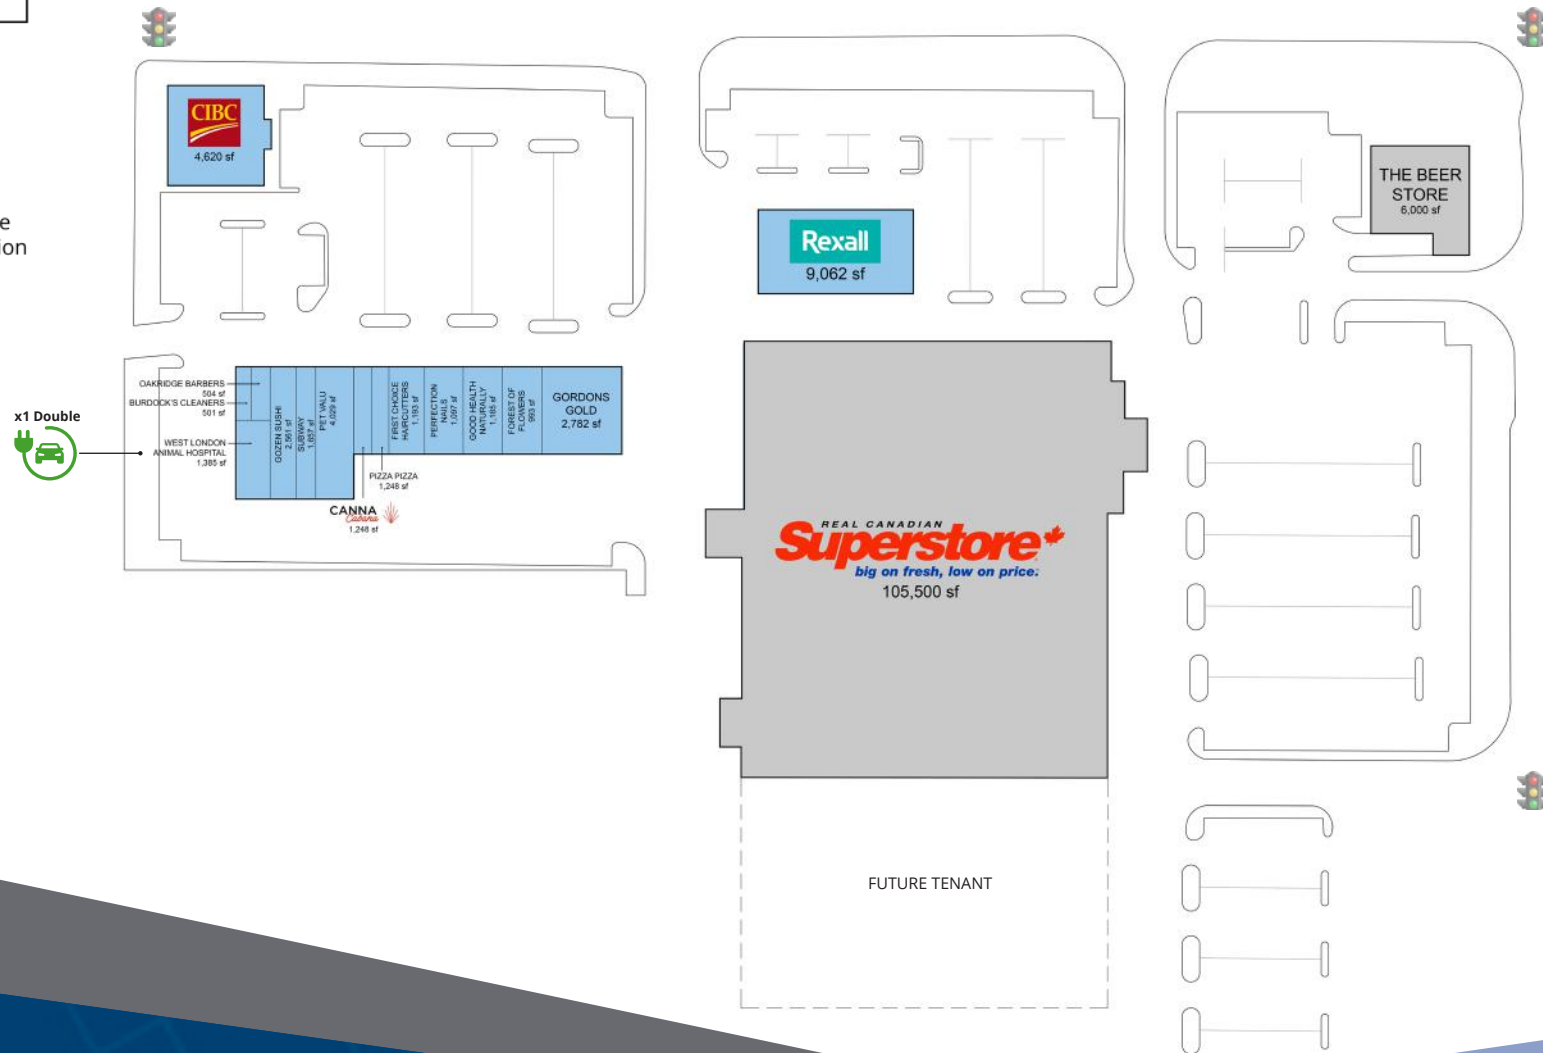 e
ion
CIBC
4,620 sf
Rexall
9,062 sf
THE BEER
STORE
6,000 sf
x1 Double
OAKRIDGE BARBERS
504 sf
BURDOCK'S CLEANERS
501 sf
WEST LONDON
ANIMAL HOSPITAL
1,385 sf
GOZEN SUSHI
2,561 sf
SUBWAY
1,657 sf
PET VALU
4,029 sf
CANNA
Cabana
1,248 sf
PIZZA PIZZA
1,248 sf
FIRST CHOICE
HAIRCUTTERS
1,193 sf
PERFECTION
NAILS
1,097 sf
GOOD HEALTH
NATURALLY
1,165 sf
FOREST OF
FLOWERS
993 sf
GORDONS
GOLD
2,782 sf
REAL CANADIAN
Superstore
big on fresh, low on price.
105,500 sf
FUTURE TENANT